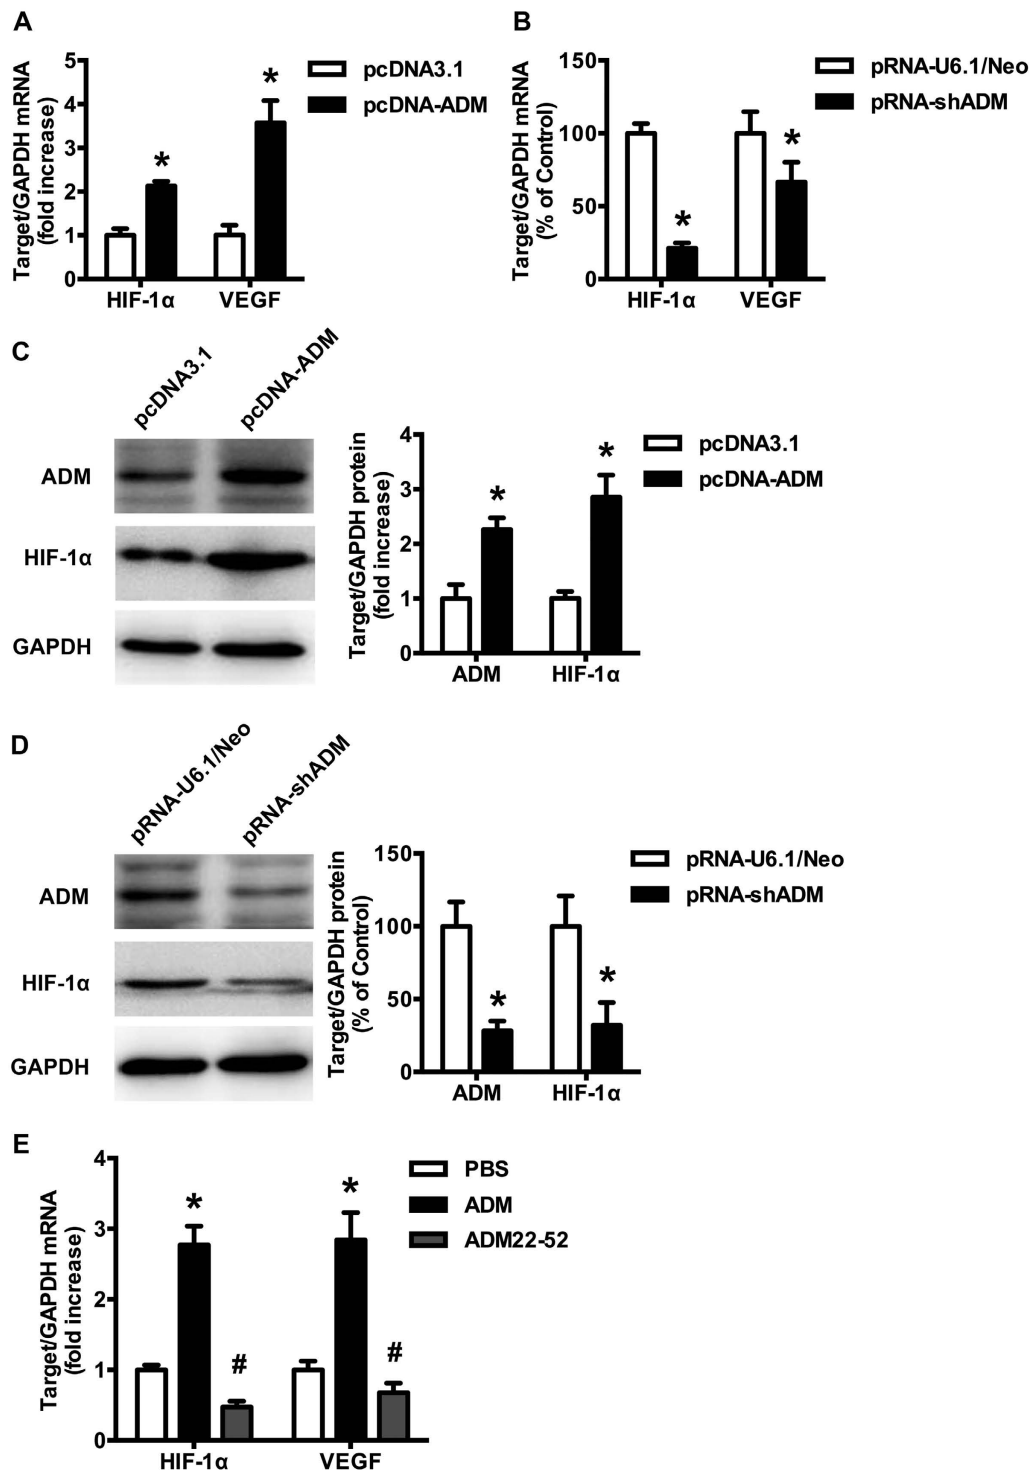 A
Target/GAPDH mRNA
(fold increase)
5
4
3
2
1
0
*
*
HIF-1α
VEGF
pcDNA3.1
pcDNA-ADM
B
Target/GAPDH mRNA
(% of Control)
150
100
50
0
*
*
HIF-1α
VEGF
pRNA-U6.1/Neo
pRNA-shADM
C
pcDNA3.1
pcDNA-ADM
ADM
HIF-1α
GAPDH
Target/GAPDH protein
(fold increase)
4
3
2
1
0
*
*
ADM
HIF-1α
pcDNA3.1
pcDNA-ADM
D
pRNA-U6.1/Neo
pRNA-shADM
ADM
HIF-1α
GAPDH
Target/GAPDH protein
(% of Control)
150
100
50
0
*
*
ADM
HIF-1α
pRNA-U6.1/Neo
pRNA-shADM
E
Target/GAPDH mRNA
(fold increase)
4
3
2
1
0
*
#
*
#
HIF-1α
VEGF
PBS
ADM
ADM22-52